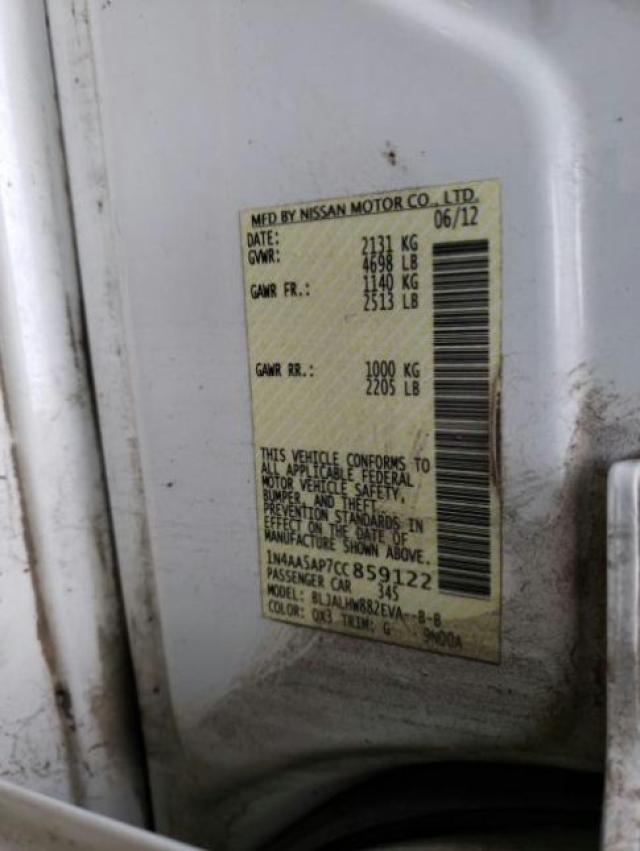 MFD BY NISSAN MOTOR CO., LTD.
DATE: 06/12
GVWR: 2131 KG
4698 LB
GAWR FR.: 1140 KG
2513 LB
GAWR RR.: 1000 KG
2205 LB
THIS VEHICLE CONFORMS TO
ALL APPLICABLE FEDERAL
MOTOR VEHICLE SAFETY,
BUMPER, AND THEFT
PREVENTION STANDARDS IN
EFFECT ON THE DATE OF
MANUFACTURE SHOWN ABOVE.
1N4AA5AP7CC859122
PASSENGER CAR 345
MODEL: BLJALHW882EVA--B-B
COLOR: QX3 TRIM: G 9N00A